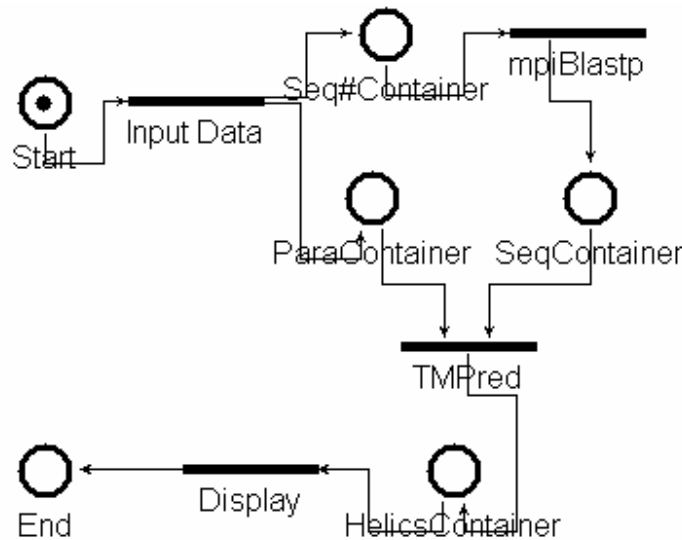 Seq#Container
mpiBlastp
Start
Input Data
ParaContainer
SeqContainer
TMPred
End
Display
HelicsContainer